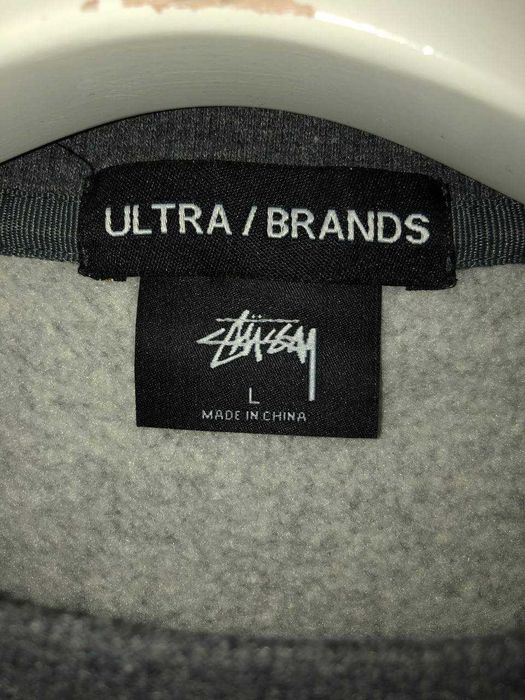 ULTRA / BRANDS
Stüssy
L
MADE IN CHINA